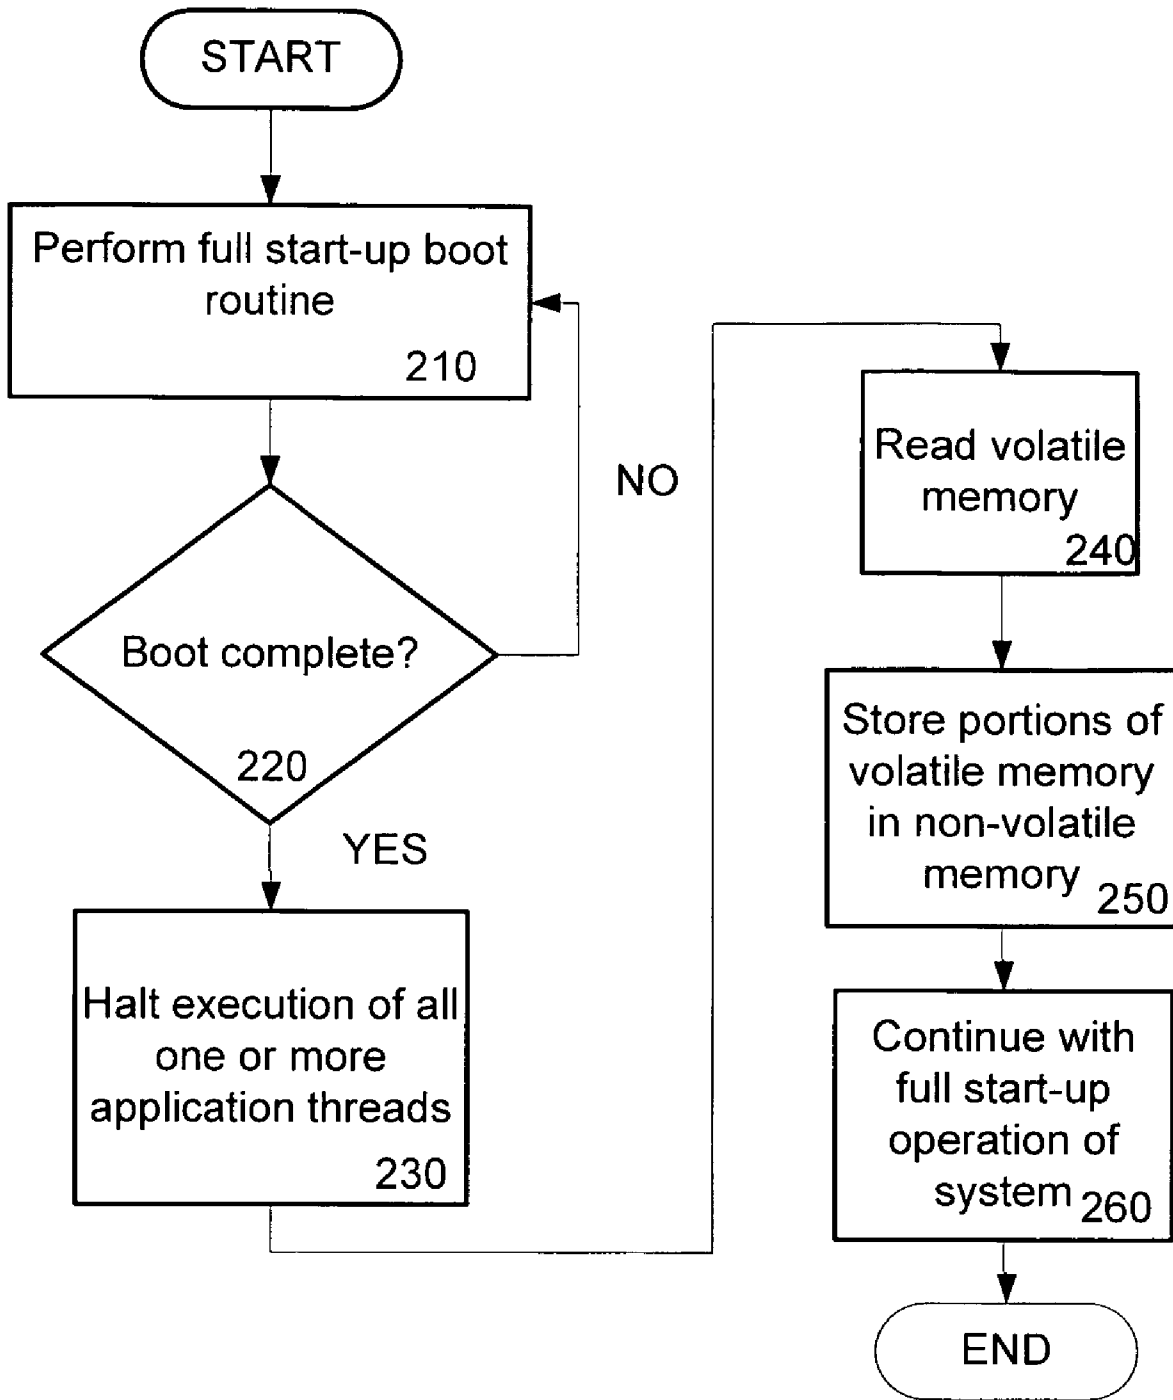 START
Perform full start-up boot
routine
210
Boot complete?
220
NO
YES
Halt execution of all
one or more
application threads
230
Read volatile
memory
240
Store portions of
volatile memory
in non-volatile
memory
250
Continue with
full start-up
operation of
system
260
END